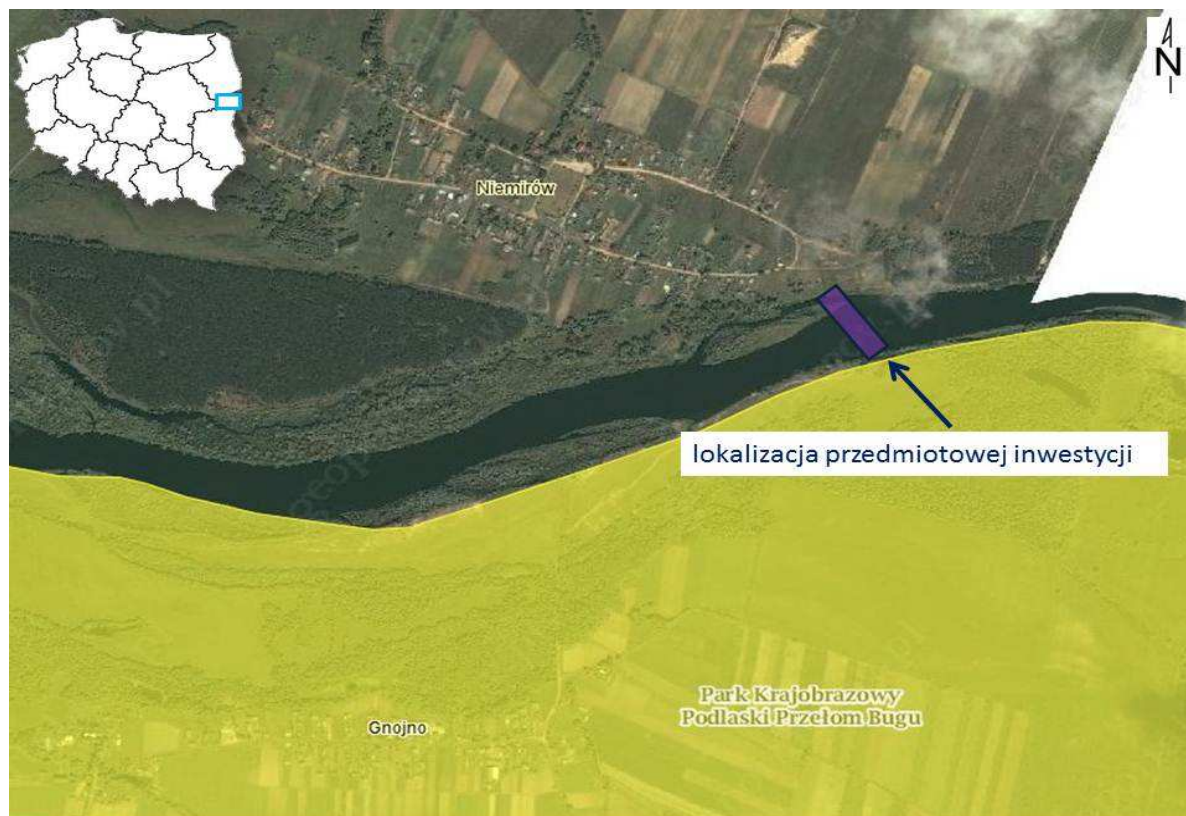 N
Niemirów
lokalizacja przedmiotowej inwestycji
Park Krajobrazowy
Podlaski Przełom Bugu
Gnojno